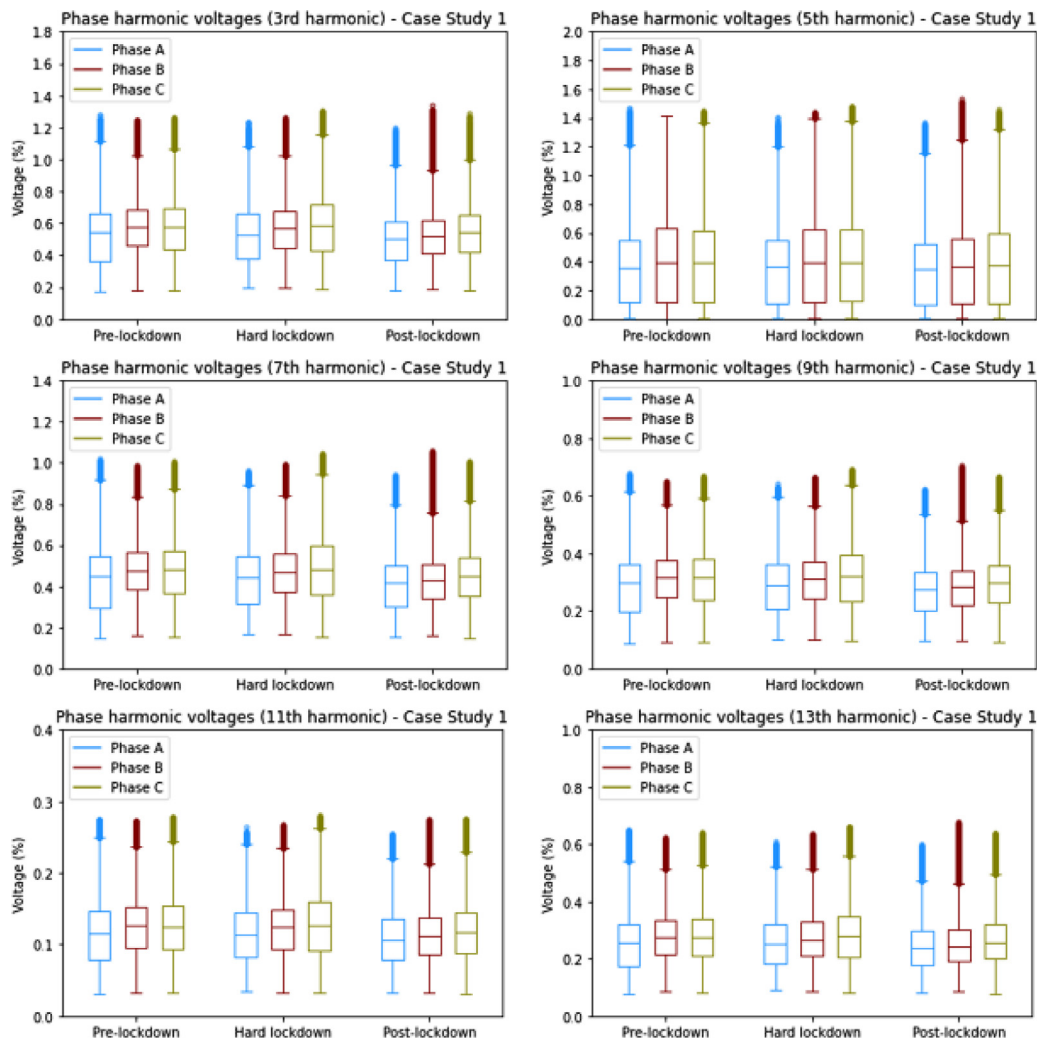 Phase harmonic voltages (3rd harmonic) - Case Study 1
1.8
1.6
1.4
1.2
1.0
0.8
0.6
0.4
0.2
0.0
Voltage (%)
Phase A
Phase B
Phase C
Pre-lockdown Hard lockdown Post-lockdown
Phase harmonic voltages (5th harmonic) - Case Study 1
2.0
1.8
1.6
1.4
1.2
1.0
0.8
0.6
0.4
0.2
0.0
Voltage (%)
Phase A
Phase B
Phase C
Pre-lockdown Hard lockdown Post-lockdown
Phase harmonic voltages (7th harmonic) - Case Study 1
1.4
1.2
1.0
0.8
0.6
0.4
0.2
0.0
Voltage (%)
Phase A
Phase B
Phase C
Pre-lockdown Hard lockdown Post-lockdown
Phase harmonic voltages (9th harmonic) - Case Study 1
1.0
0.8
0.6
0.4
0.2
0.0
Voltage (%)
Phase A
Phase B
Phase C
Pre-lockdown Hard lockdown Post-lockdown
Phase harmonic voltages (11th harmonic) - Case Study 1
0.4
0.3
0.2
0.1
0.0
Voltage (%)
Phase A
Phase B
Phase C
Pre-lockdown Hard lockdown Post-lockdown
Phase harmonic voltages (13th harmonic) - Case Study 1
1.0
0.8
0.6
0.4
0.2
0.0
Voltage (%)
Phase A
Phase B
Phase C
Pre-lockdown Hard lockdown Post-lockdown